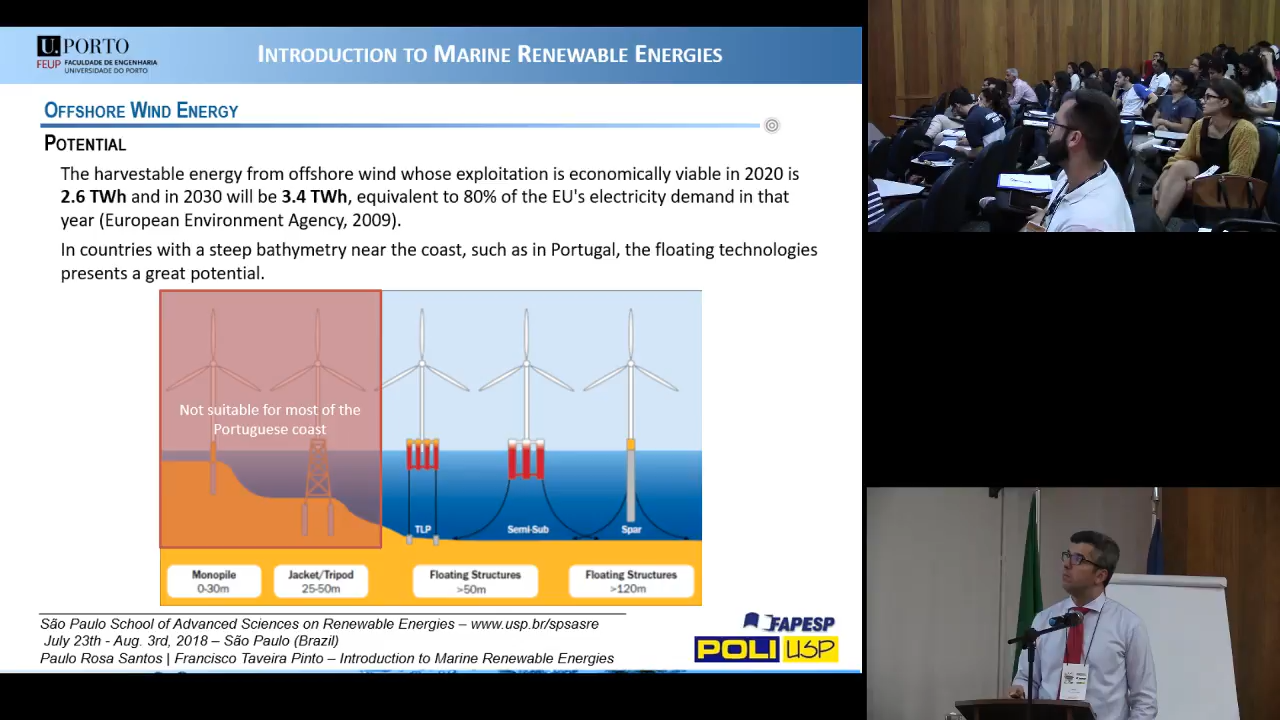 U. PORTO
FEUP FACULDADE DE ENGENHARIA
UNIVERSIDADE DO PORTO
INTRODUCTION TO MARINE RENEWABLE ENERGIES
OFFSHORE WIND ENERGY
POTENTIAL
The harvestable energy from offshore wind whose exploitation is economically viable in 2020 is
2.6 TWh and in 2030 will be 3.4 TWh, equivalent to 80% of the EU's electricity demand in that
year (European Environment Agency, 2009).
In countries with a steep bathymetry near the coast, such as in Portugal, the floating technologies
presents a great potential.
Not suitable for most of the
Portuguese coast
TLP
Semi-Sub
Spar
Monopile
0-30m
Jacket/Tripod
25-50m
Floating Structures
>50m
Floating Structures
>120m
São Paulo School of Advanced Sciences on Renewable Energies – www.usp.br/spsasre
July 23th - Aug. 3rd, 2018 – São Paulo (Brazil)
Paulo Rosa Santos | Francisco Taveira Pinto – Introduction to Marine Renewable Energies
FAPESP
POLI USP